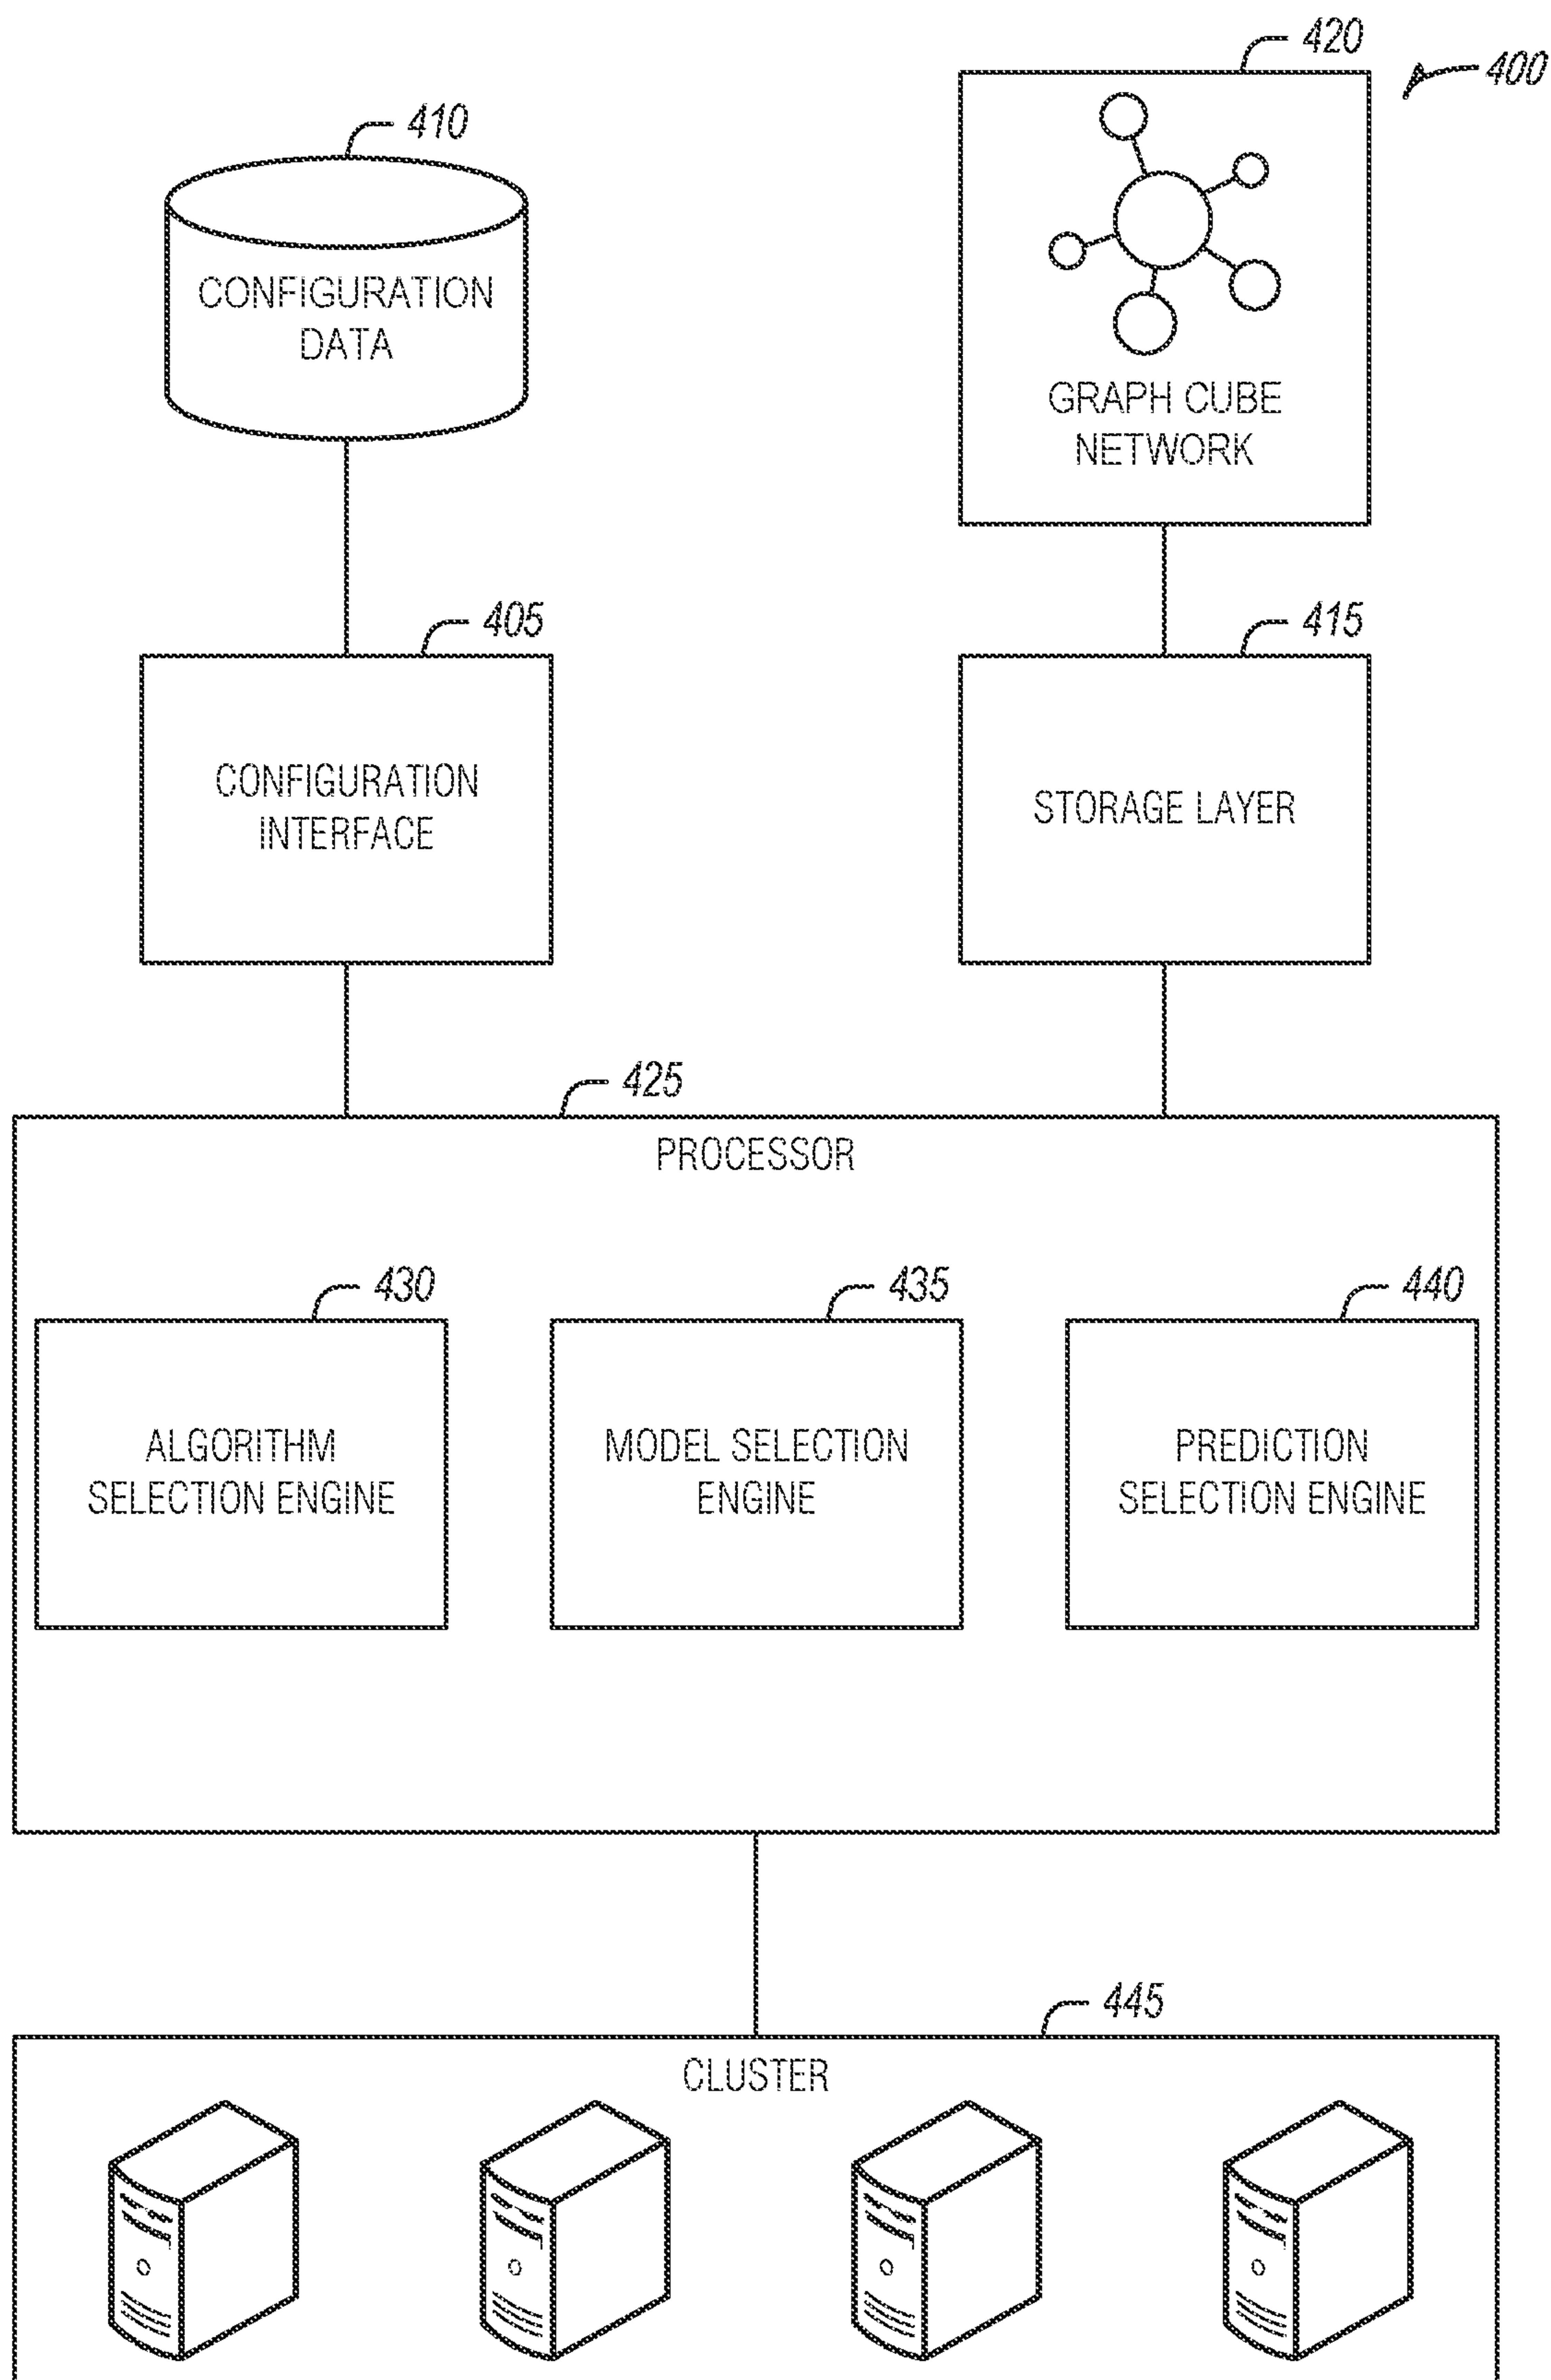 420
400
410
CONFIGURATION
DATA
GRAPH CUBE
NETWORK
405
415
CONFIGURATION
INTERFACE
STORAGE LAYER
425
PROCESSOR
430
435
440
ALGORITHM
SELECTION ENGINE
MODEL SELECTION
ENGINE
PREDICTION
SELECTION ENGINE
445
CLUSTER